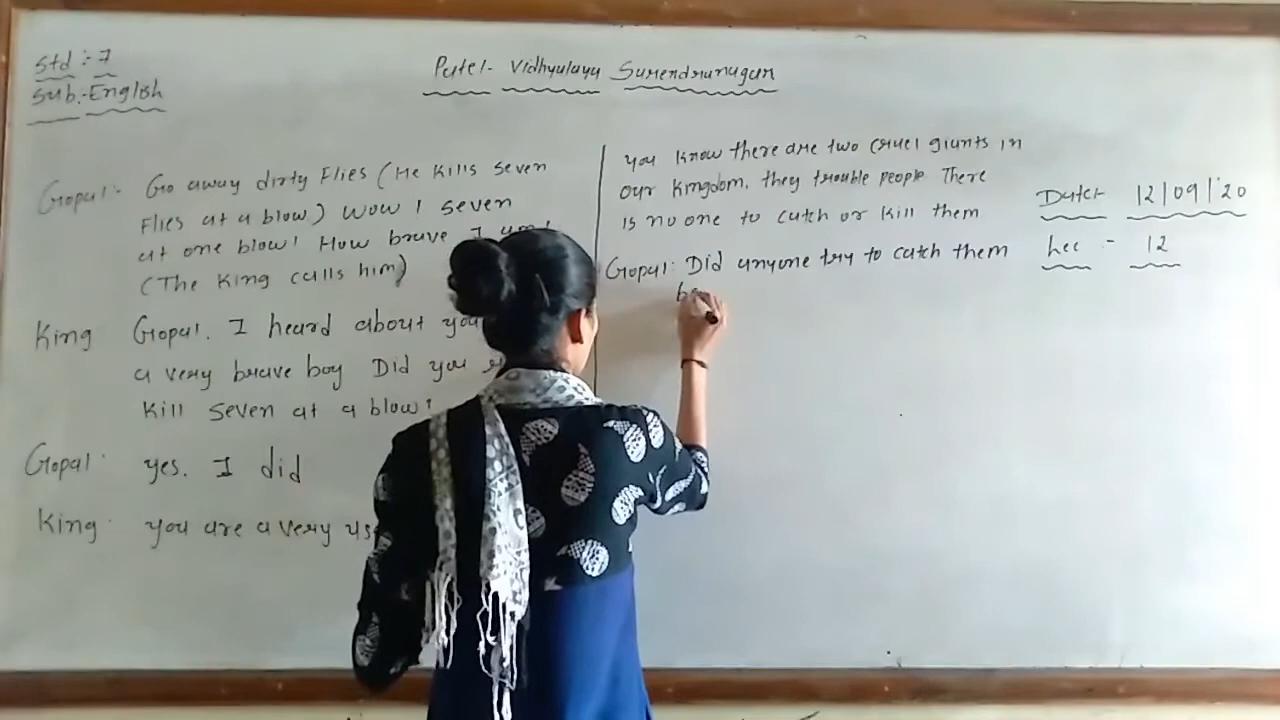 Std :- 7
Sub.- English
Patel Vidhyalaya Surendranagar
Gopal:- Go away dirty Flies (He Kills seven
Flies at a blow) Wow! seven
at one blow! How brave I am!
(The King calls him)
King Gopal. I heard about you
a very brave boy Did you
Kill seven at a blow?
Gopal: yes. I did
King: you are a very
you know there are two cruel giants in
our kingdom. they trouble people There
is no one to catch or kill them
Gopal: Did anyone try to catch them
Date:- 12/09/'20
Lec :- 12